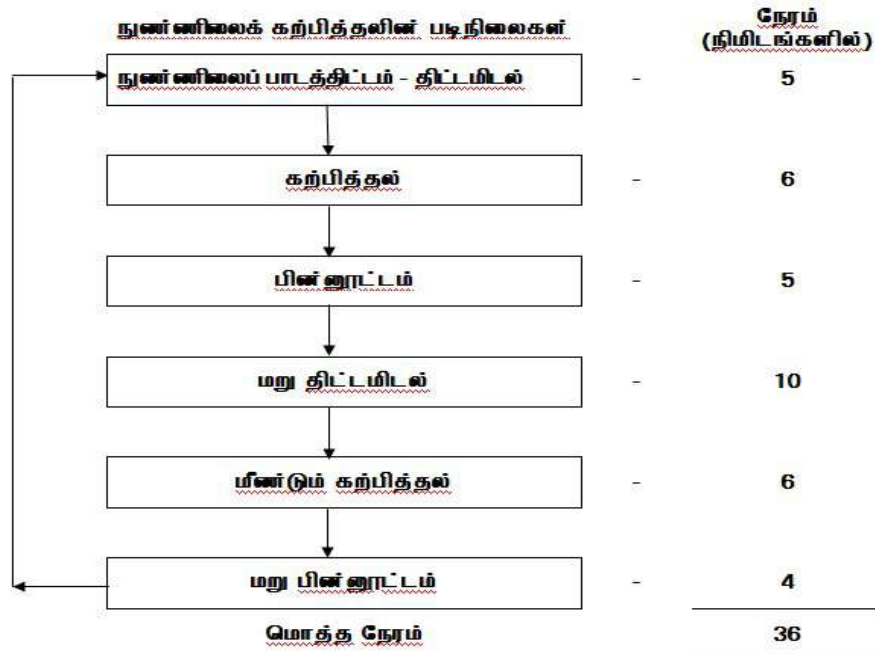 நுண்ணிலைக் கற்பித்தலின் படிநிலைகள்
நேரம்
(நிமிடங்களில்)
நுண்ணிலைப் பாடத்திட்டம் - திட்டமிடல் - 5
கற்பித்தல் - 6
பின்னூட்டம் - 5
மறு திட்டமிடல் - 10
மீண்டும் கற்பித்தல் - 6
மறு பின்னூட்டம் - 4
மொத்த நேரம் 36